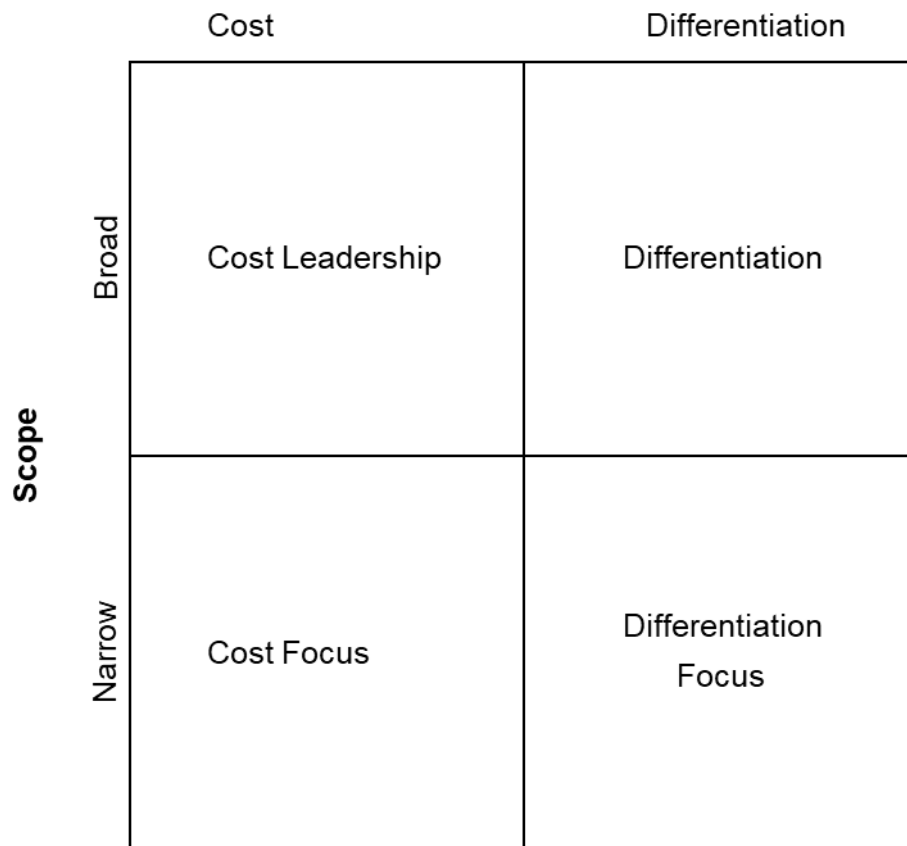 Cost
Differentiation
Scope
Broad
Cost Leadership
Differentiation
Narrow
Cost Focus
Differentiation
Focus